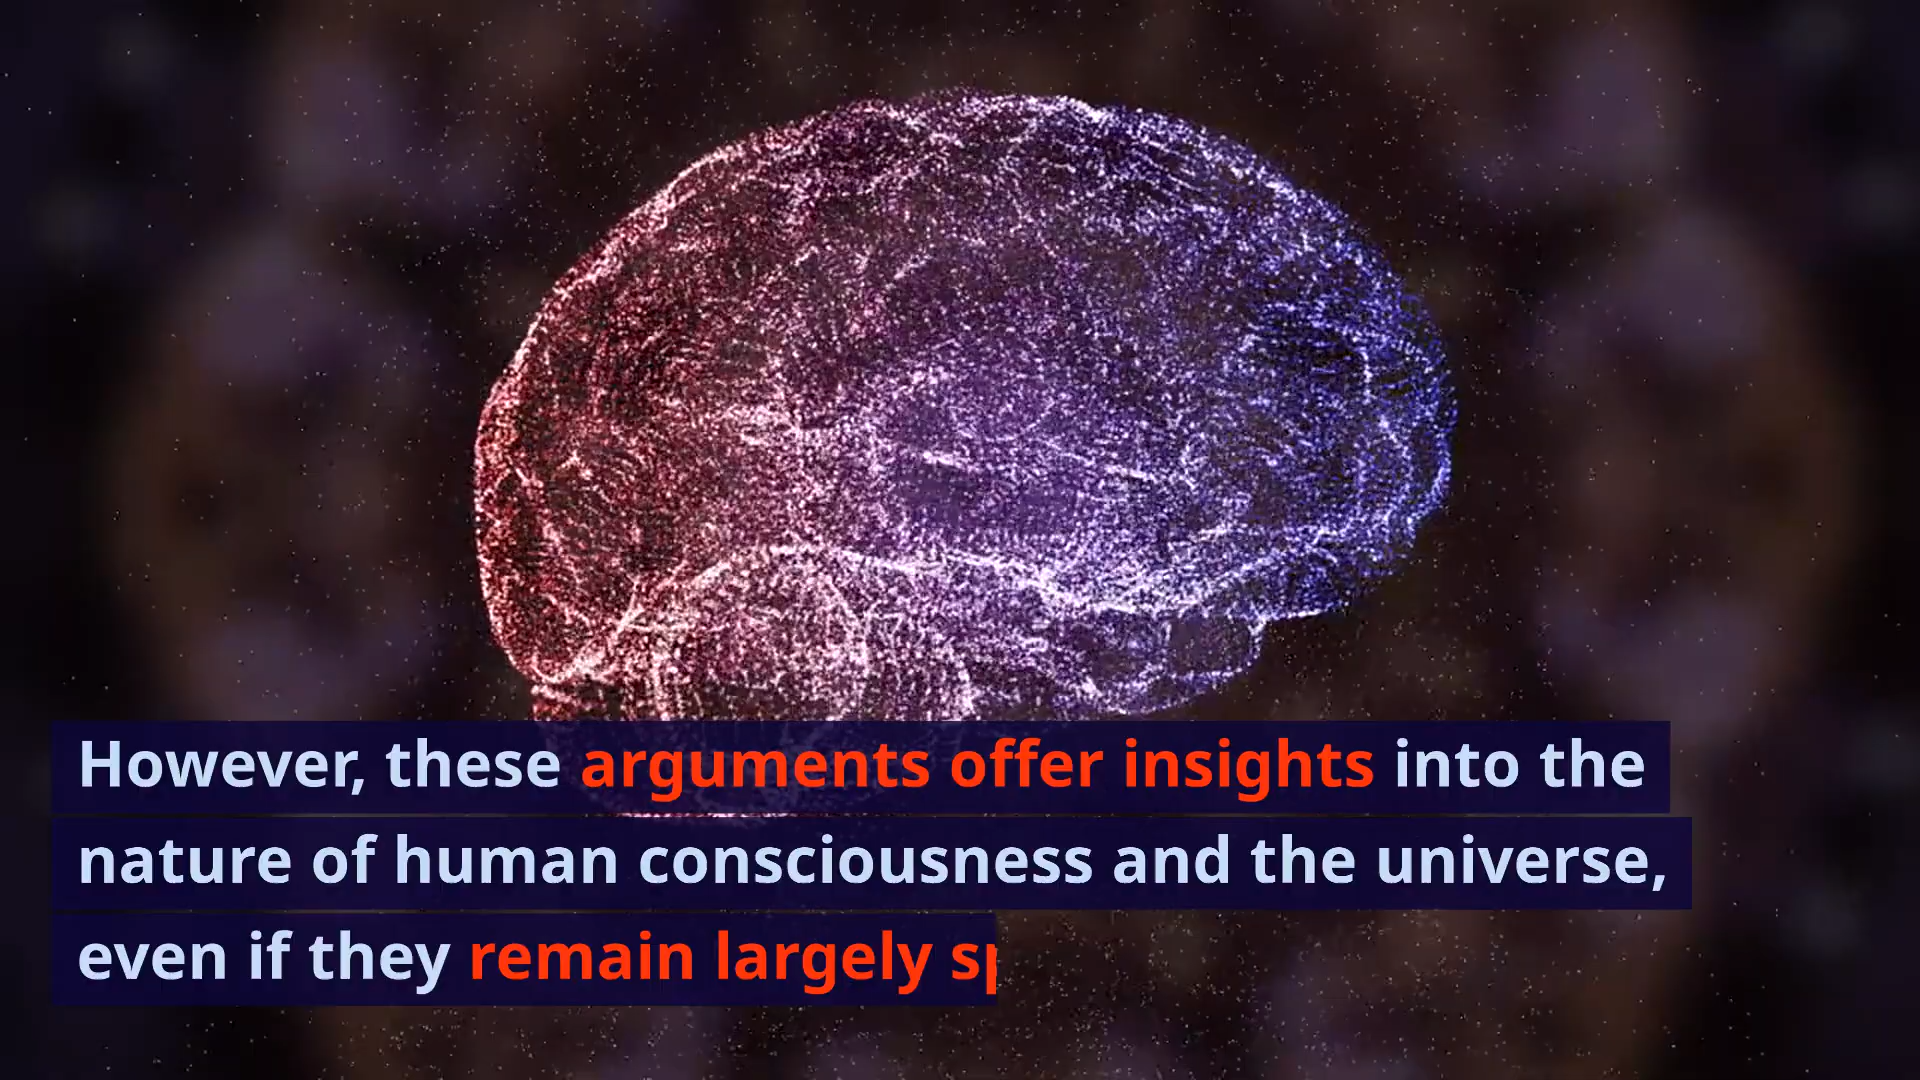 However, these arguments offer insights into the
nature of human consciousness and the universe,
even if they remain largely